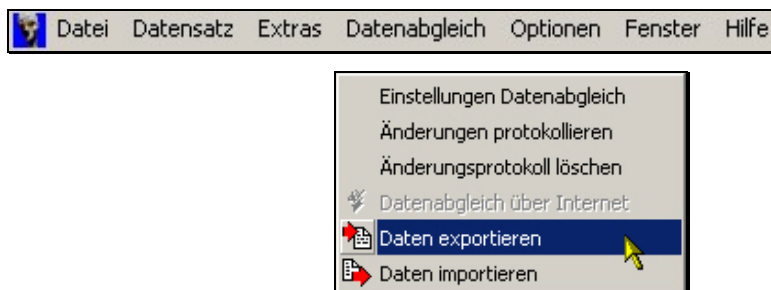 Datei Datensatz Extras Datenabgleich Optionen Fenster Hilfe
Einstellungen Datenabgleich
Änderungen protokollieren
Änderungsprotokoll löschen
Datenabgleich über Internet
Daten exportieren
Daten importieren